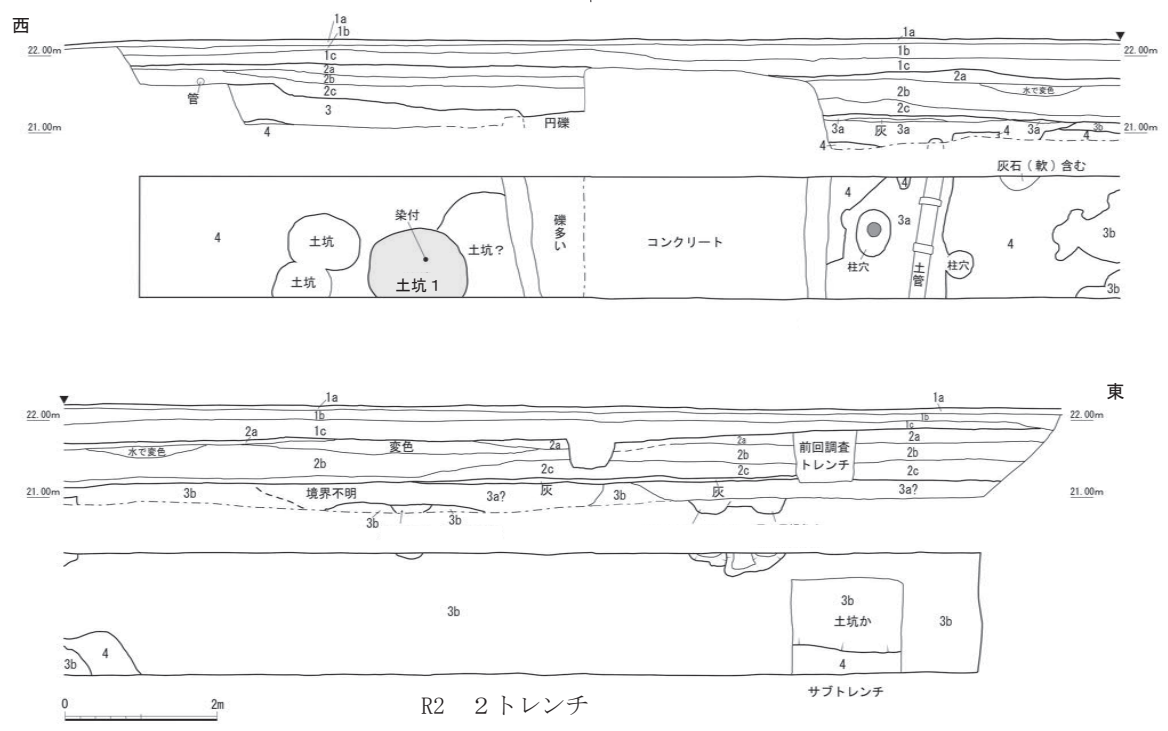 西
1a
1b
1a
22.00m
1c
1b
22.00m
2a
1c
2b
2a
管
2c
2b
水で変色
3
2c
21.00m
4
円礫
3a
灰
3a
4
3a
3b
4
21.00m
4
灰石（軟）含む
染付
4
4
4
土坑
土坑？
礫多い
コンクリート
3a
4
3b
土坑
土坑１
柱穴
土管
柱穴
3b
1a
1a
東
22.00m
1b
1b
22.00m
2a
1c
変色
2a
2a
1c
2a
水で変色
2b
2b
前回調査
トレンチ
2b
2c
2c
2c
21.00m
3b
境界不明
3a?
灰
3b
灰
3a?
21.00m
3b
3b
3b
3b
土坑か
3b
4
3b
4
サブトレンチ
0
2m
R2　２トレンチ